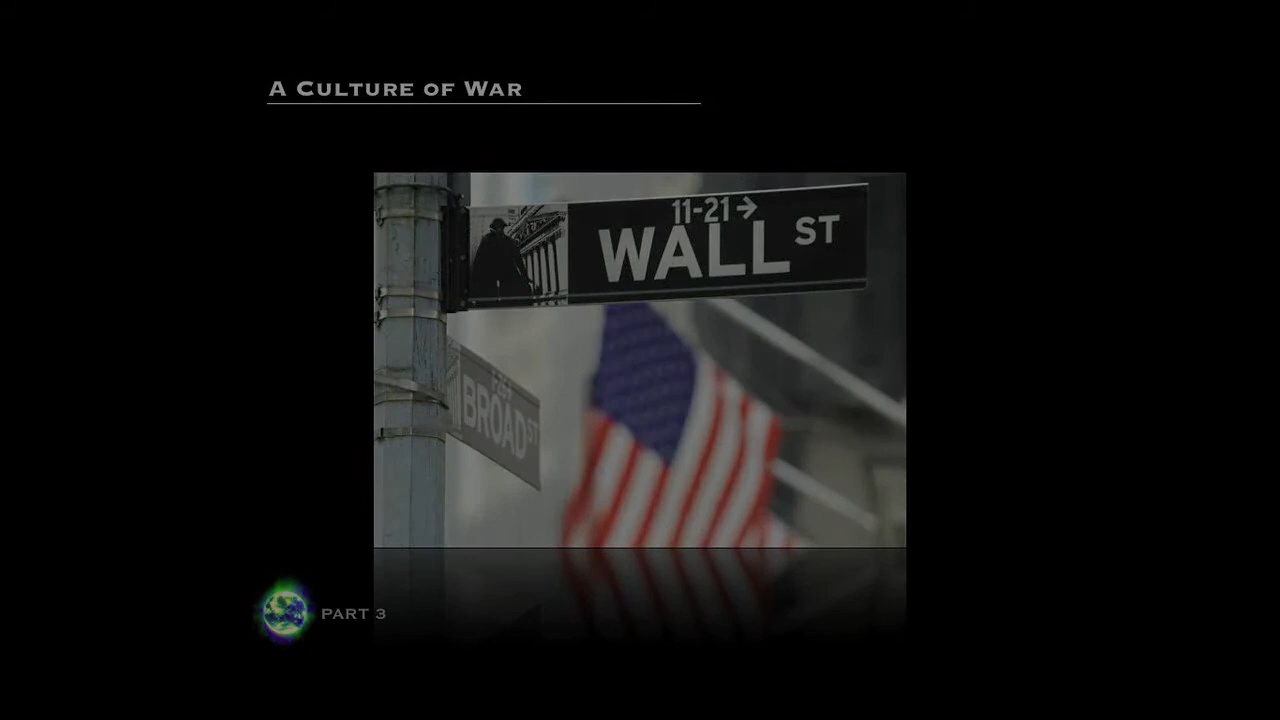 A CULTURE OF WAR
11-21 →
WALL ST
BROAD ST
PART 3